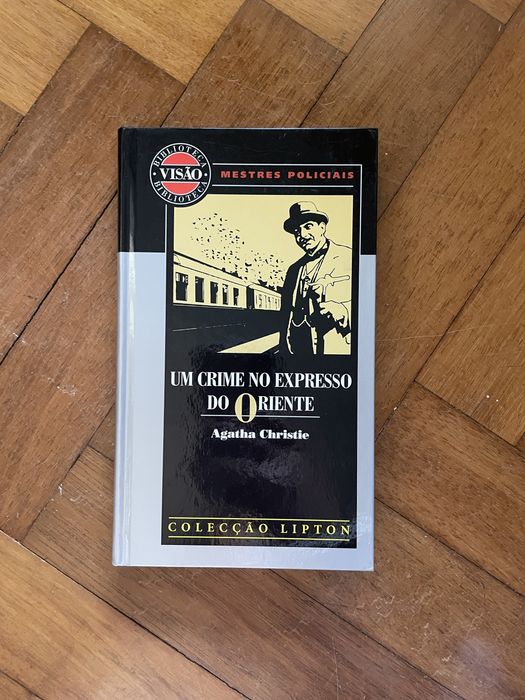 BIBLIOTECA
VISÃO
BIBLIOTECA
MESTRES POLICIAIS
UM CRIME NO EXPRESSO
DO ORIENTE
Agatha Christie
COLECÇÃO LIPTON